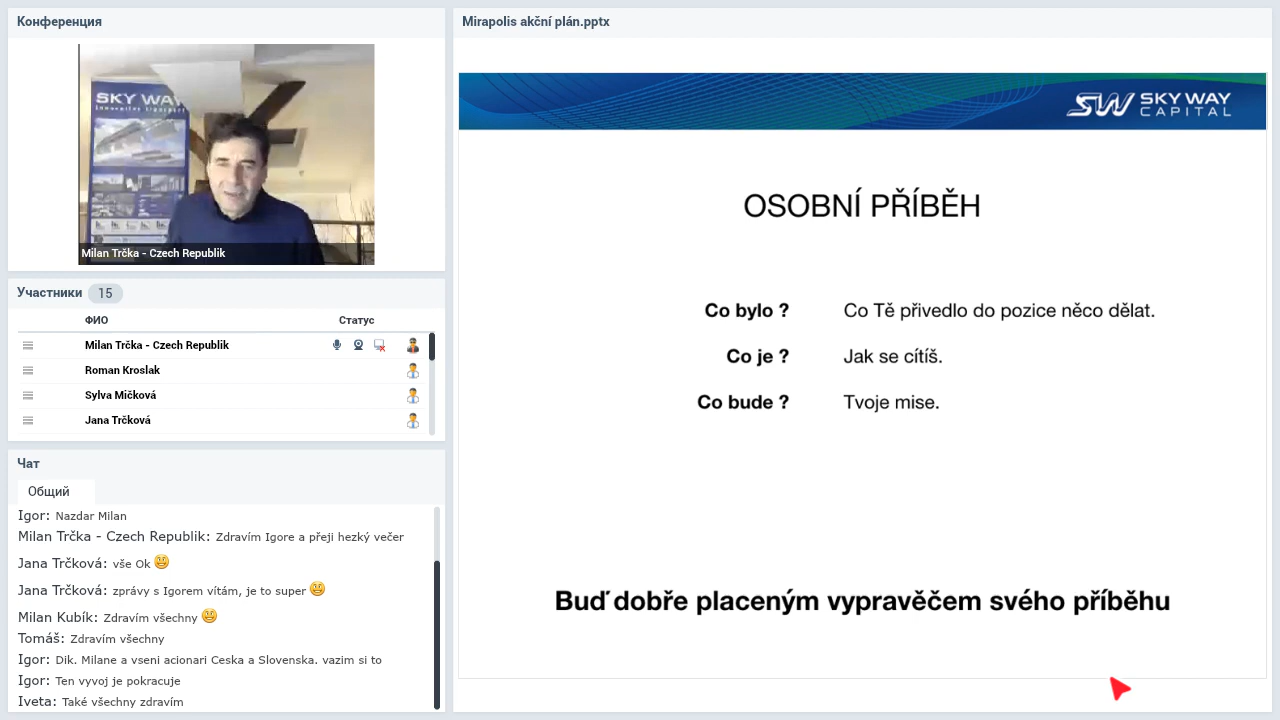 Конференция
SKY WAY
Milan Trčka - Czech Republik
Участники 15
ФИО Статус
Milan Trčka - Czech Republik
Roman Kroslak
Sylva Mičková
Jana Trčková
Чат
Общий
Igor: Nazdar Milan
Milan Trčka - Czech Republik: Zdravím Igore a přeji hezký večer
Jana Trčková: vše Ok
Jana Trčková: zprávy s Igorem vítám, je to super
Milan Kubík: Zdravím všechny
Tomáš: Zdravím všechny
Igor: Dik. Milane a vseni acionari Ceska a Slovenska. vazim si to
Igor: Ten vyvoj je pokracuje
Iveta: Také všechny zdravím
Mirapolis akční plán.pptx
SW SKY WAY
CAPITAL
OSOBNÍ PŘÍBĚH
Co bylo ? Co Tě přivedlo do pozice něco dělat.
Co je ? Jak se cítíš.
Co bude ? Tvoje mise.
Buď dobře placeným vypravěčem svého příběhu